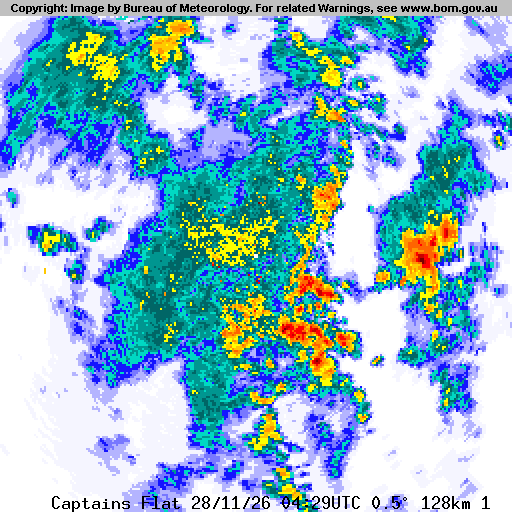 Copyright: Image by Bureau of Meteorology. For related Warnings, see www.bom.gov.au
Captains Flat 28/11/26 04:29UTC 0.5° 128km 1